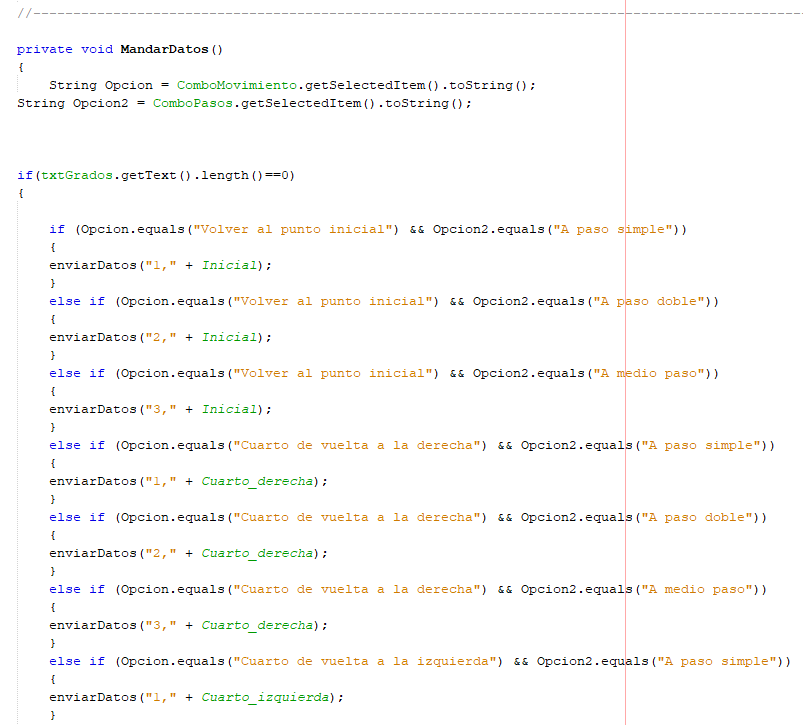 //------------------------------------------------------------------------------------------------
private void MandarDatos()
{
    String Opcion = ComboMovimiento.getSelectedItem().toString();
String Opcion2 = ComboPasos.getSelectedItem().toString();
if(txtGrados.getText().length()==0)
{
    if (Opcion.equals("Volver al punto inicial") && Opcion2.equals("A paso simple"))
    {
    enviarDatos("1," + Inicial);
    }
    else if (Opcion.equals("Volver al punto inicial") && Opcion2.equals("A paso doble"))
    {
    enviarDatos("2," + Inicial);
    }
    else if (Opcion.equals("Volver al punto inicial") && Opcion2.equals("A medio paso"))
    {
    enviarDatos("3," + Inicial);
    }
    else if (Opcion.equals("Cuarto de vuelta a la derecha") && Opcion2.equals("A paso simple"))
    {
    enviarDatos("1," + Cuarto_derecha);
    }
    else if (Opcion.equals("Cuarto de vuelta a la derecha") && Opcion2.equals("A paso doble"))
    {
    enviarDatos("2," + Cuarto_derecha);
    }
    else if (Opcion.equals("Cuarto de vuelta a la derecha") && Opcion2.equals("A medio paso"))
    {
    enviarDatos("3," + Cuarto_derecha);
    }
    else if (Opcion.equals("Cuarto de vuelta a la izquierda") && Opcion2.equals("A paso simple"))
    {
    enviarDatos("1," + Cuarto_izquierda);
    }